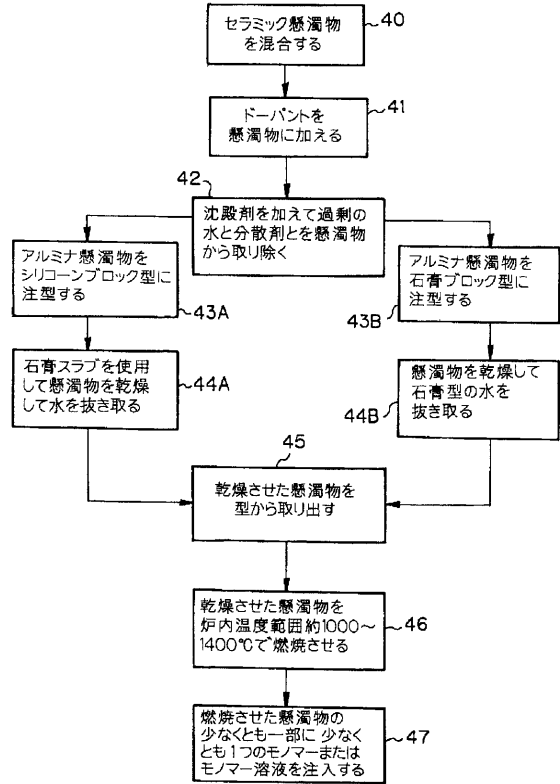 セラミック懸濁物
を混合する
40
ドーパントを
懸濁物に加える
41
42
沈殿剤を加えて過剰の
水と分散剤とを懸濁物
から取り除く
アルミナ懸濁物を
シリコーンブロック型に
注型する
43A
アルミナ懸濁物を
石膏ブロック型に
注型する
43B
石膏スラブを使用
して懸濁物を乾燥
して水を抜き取る
44A
懸濁物を乾燥して
石膏型の水を
抜き取る
44B
45
乾燥させた懸濁物を
型から取り出す
乾燥させた懸濁物を
炉内温度範囲約1000~
1400℃で燃焼させる
46
燃焼させた懸濁物の
少なくとも一部に 少なく
とも1つのモノマーまたは
モノマー溶液を注入する
47